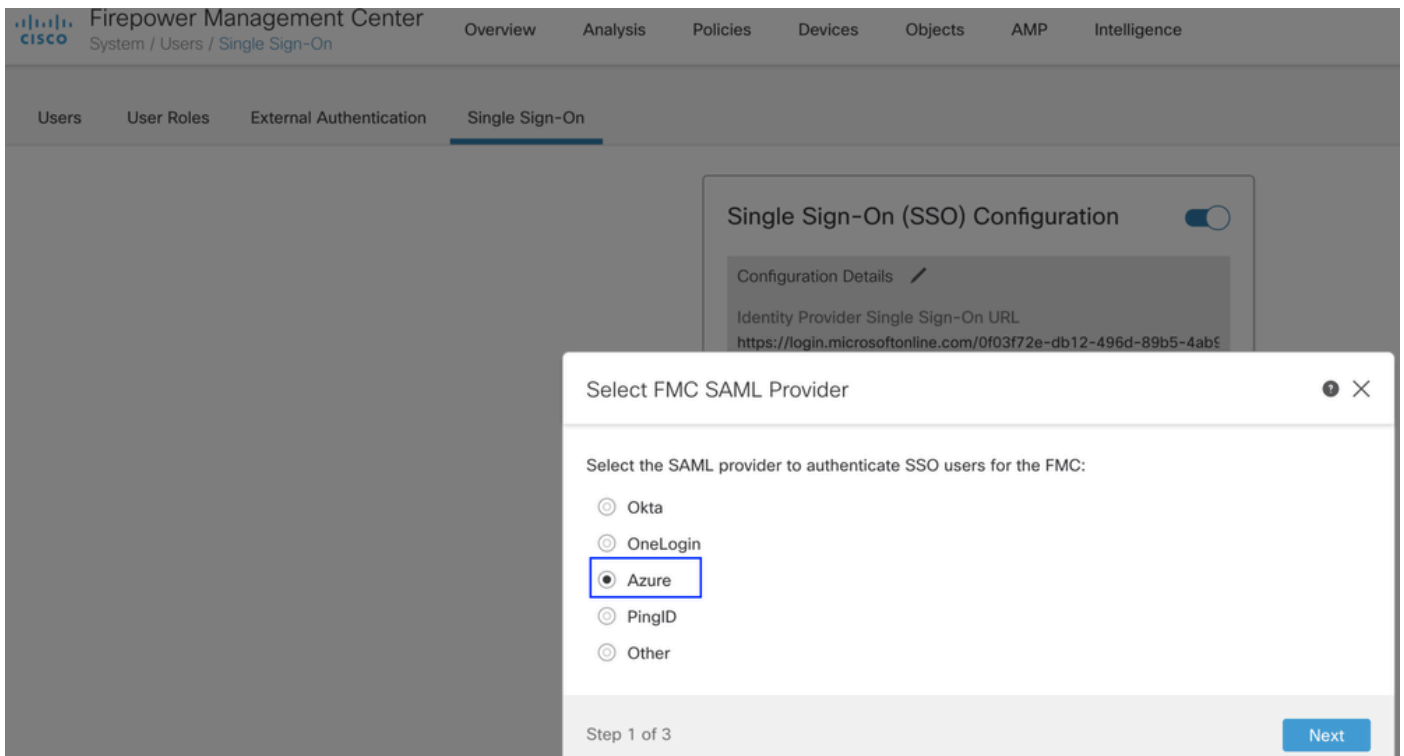 CISCO
Firepower Management Center
System / Users / Single Sign-On
Overview Analysis Policies Devices Objects AMP Intelligence
Users User Roles External Authentication Single Sign-On
Single Sign-On (SSO) Configuration
Configuration Details
Identity Provider Single Sign-On URL
https://login.microsoftonline.com/0f03f72e-db12-496d-89b5-4ab9
Select FMC SAML Provider
?
Select the SAML provider to authenticate SSO users for the FMC:
Okta
OneLogin
Azure
PingID
Other
Step 1 of 3
Next